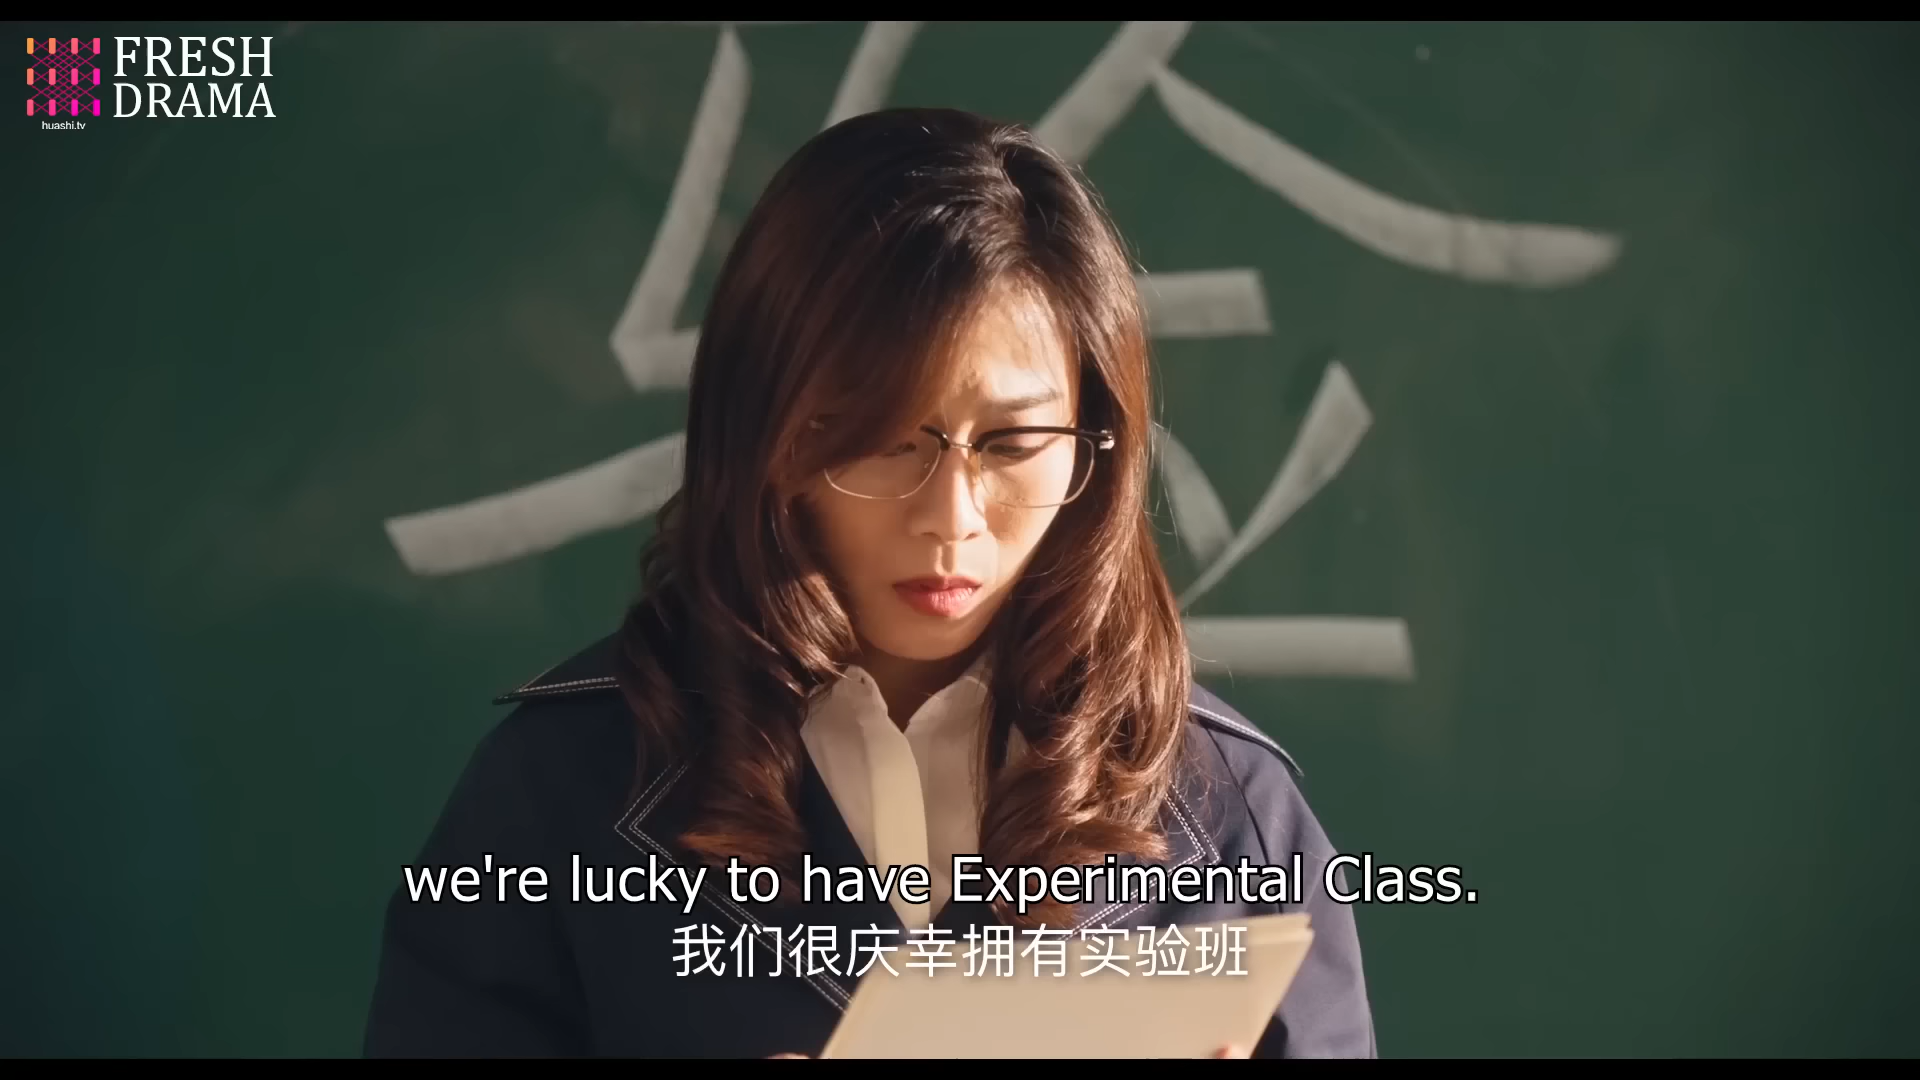 FRESH
DRAMA
huashi.tv
验
we're lucky to have Experimental Class.
我们很庆幸拥有实验班